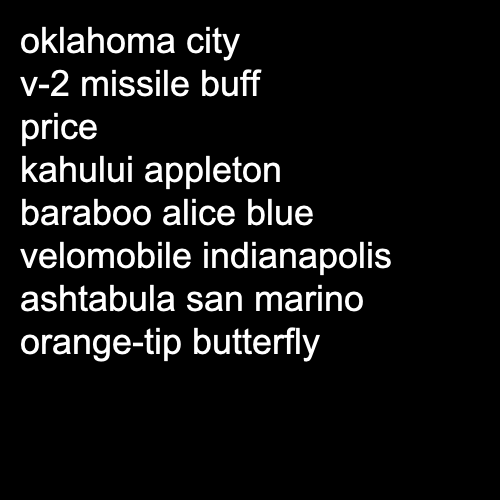 oklahoma city
v-2 missile buff
price
kahului appleton
baraboo alice blue
velomobile indianapolis
ashtabula san marino
orange-tip butterfly